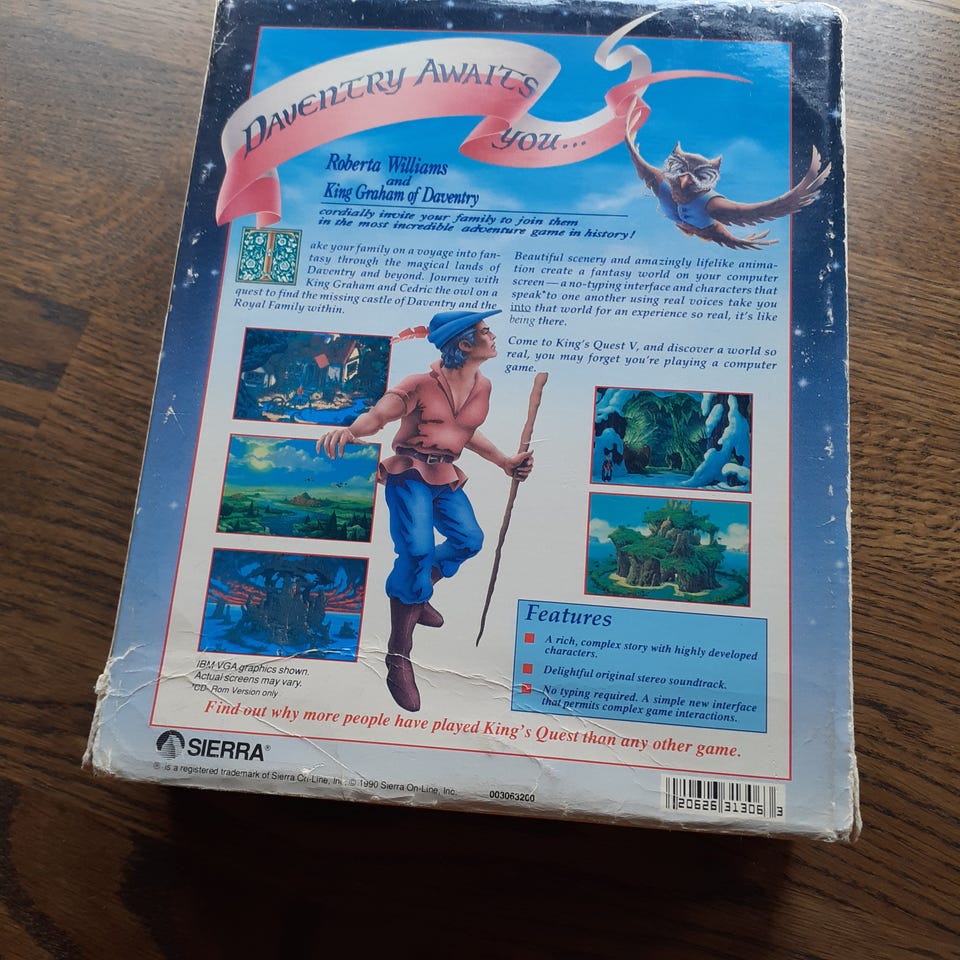 DAVENTRY AWAITS
YOU...
Roberta Williams
and
King Graham of Daventry
cordially invite your family to join them
in the most incredible adventure game in history!
Take your family on a voyage into fan-
tasy through the magical lands of
Daventry and beyond. Journey with
King Graham and Cedric the owl on a
quest to find the missing castle of Daventry and the
Royal Family within.
Beautiful scenery and amazingly lifelike anima-
tion create a fantasy world on your computer
screen — a no-typing interface and characters that
speak*to one another using real voices take you
into that world for an experience so real, it's like
being there.
Come to King's Quest V, and discover a world so
real, you may forget you're playing a computer
game.
Features
A rich, complex story with highly developed
characters.
Delightful original stereo soundtrack.
No typing required. A simple new interface
that permits complex game interactions.
IBM VGA graphics shown.
Actual screens may vary.
*CD-Rom Version only
Find out why more people have played King's Quest than any other game.
SIERRA®
® is a registered trademark of Sierra On-Line, Inc. © 1990 Sierra On-Line, Inc.
003063200
20626 31306 3